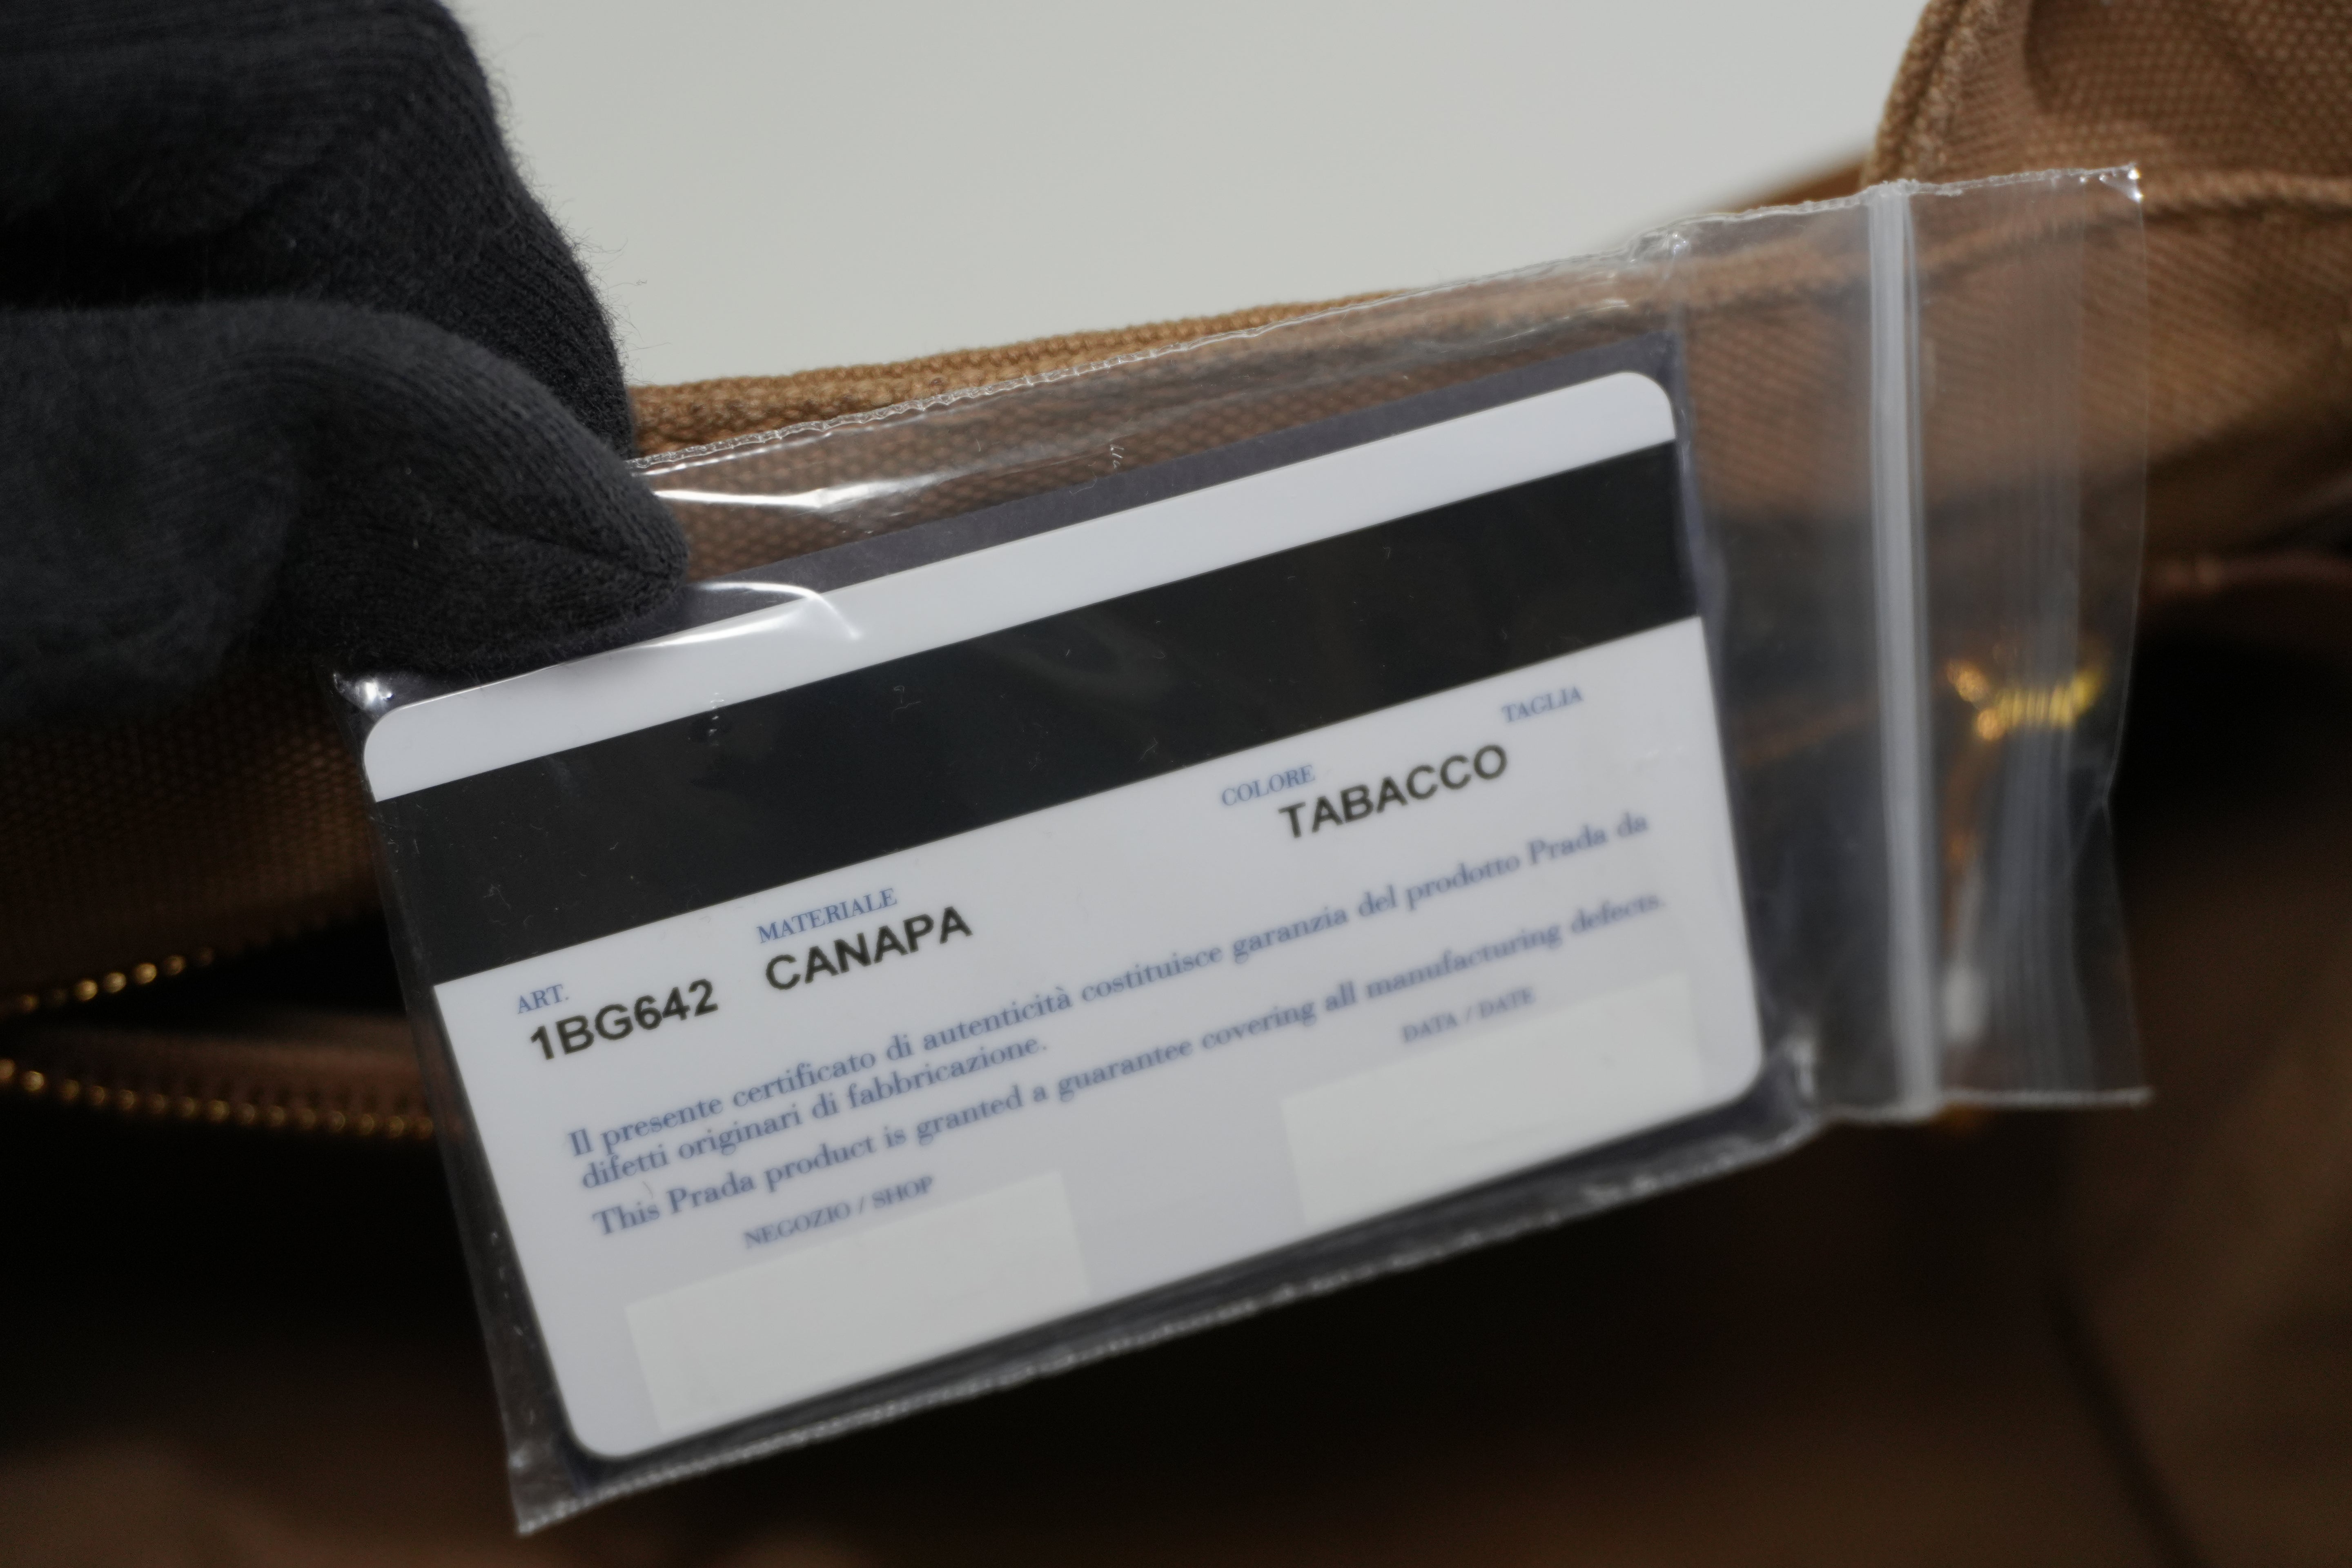 ART. MATERIALE COLORE TAGLIA
1BG642 CANAPA TABACCO
Il presente certificato di autenticità costituisce garanzia del prodotto Prada da
difetti originari di fabbricazione.
This Prada product is granted a guarantee covering all manufacturing defects.
NEGOZIO / SHOP DATA / DATE